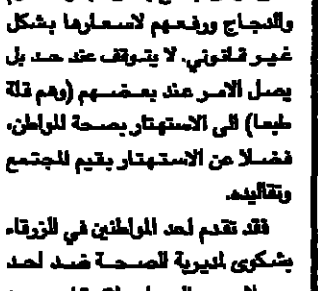 والدجاج ورفعهم لاسعارها بشكل
غير قانوني. لا يتوقف عند حد بل
يصل الامر عند بعضهم (وهم قلة
طبعا) الى الاستهتار بصحة المواطن،
فضلا عن الاستهتار بقيم المجتمع
وتقاليده.
فقد تقدم احد المواطنين في الزرقاء
بشكوى لمديرية الصحة ضد احد